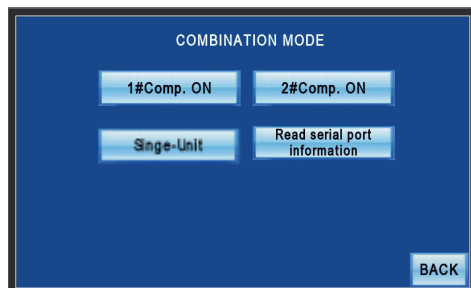 COMBINATION MODE
1#Comp. ON
2#Comp. ON
Singe-Unit
Read serial port
information
BACK